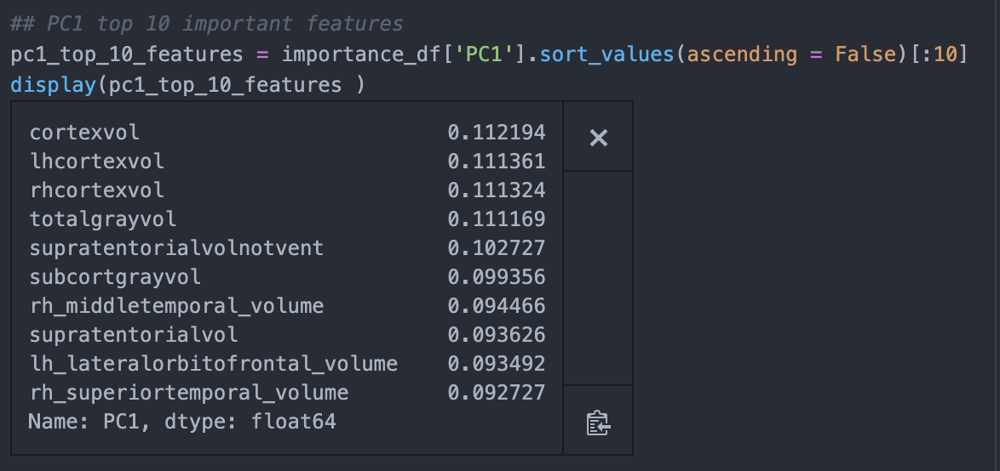 ## PC1 top 10 important features
pc1_top_10_features = importance_df['PC1'].sort_values(ascending = False)[:10]
display(pc1_top_10_features )
cortexvol 0.112194
lhcortexvol 0.111361
rhcortexvol 0.111324
totalgrayvol 0.111169
supratentorialvolnotvent 0.102727
subcortgrayvol 0.099356
rh_middletemporal_volume 0.094466
supratentorialvol 0.093626
lh_lateralorbitofrontal_volume 0.093492
rh_superiortemporal_volume 0.092727
Name: PC1, dtype: float64